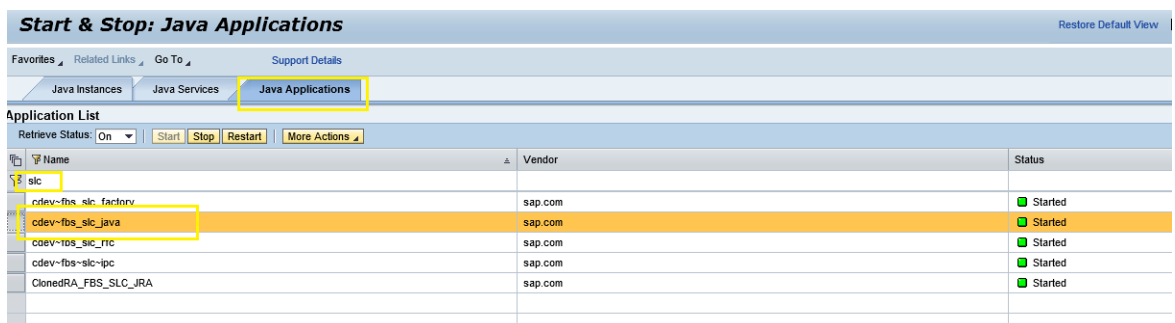 Start & Stop: Java Applications Restore Default View
Favorites Related Links Go To Support Details
Java Instances Java Services Java Applications
Application List
Retrieve Status: On Start Stop Restart More Actions
Name Vendor Status
slc
cdev~fbs_slc_factory sap.com Started
cdev~fbs_slc_java sap.com Started
cdev~fbs_slc_rfc sap.com Started
cdev~fbs~slc~ipc sap.com Started
ClonedRA_FBS_SLC_JRA sap.com Started